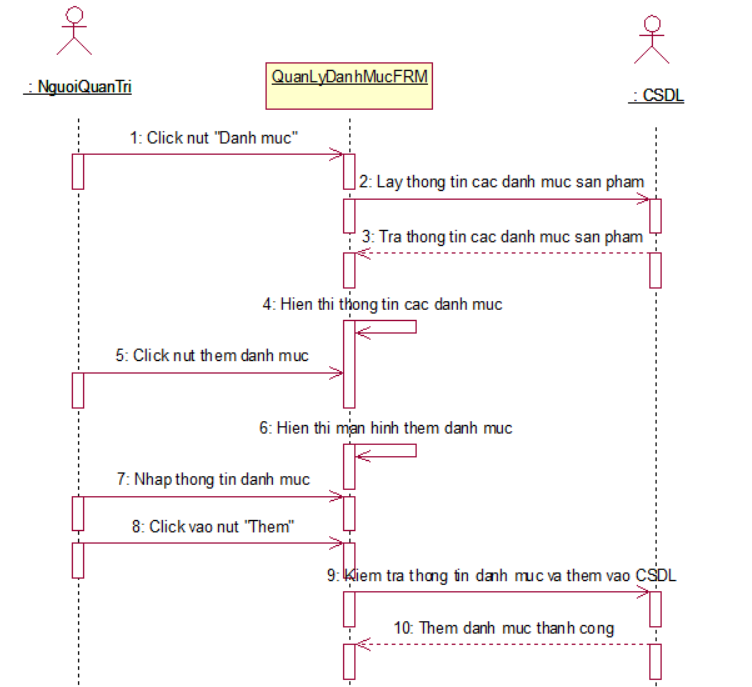 : NguoiQuanTri
QuanLyDanhMucFRM
: CSDL
1: Click nut "Danh muc"
2: Lay thong tin cac danh muc san pham
3: Tra thong tin cac danh muc san pham
4: Hien thi thong tin cac danh muc
5: Click nut them danh muc
6: Hien thi man hinh them danh muc
7: Nhap thong tin danh muc
8: Click vao nut "Them"
9: Kiem tra thong tin danh muc va them vao CSDL
10: Them danh muc thanh cong